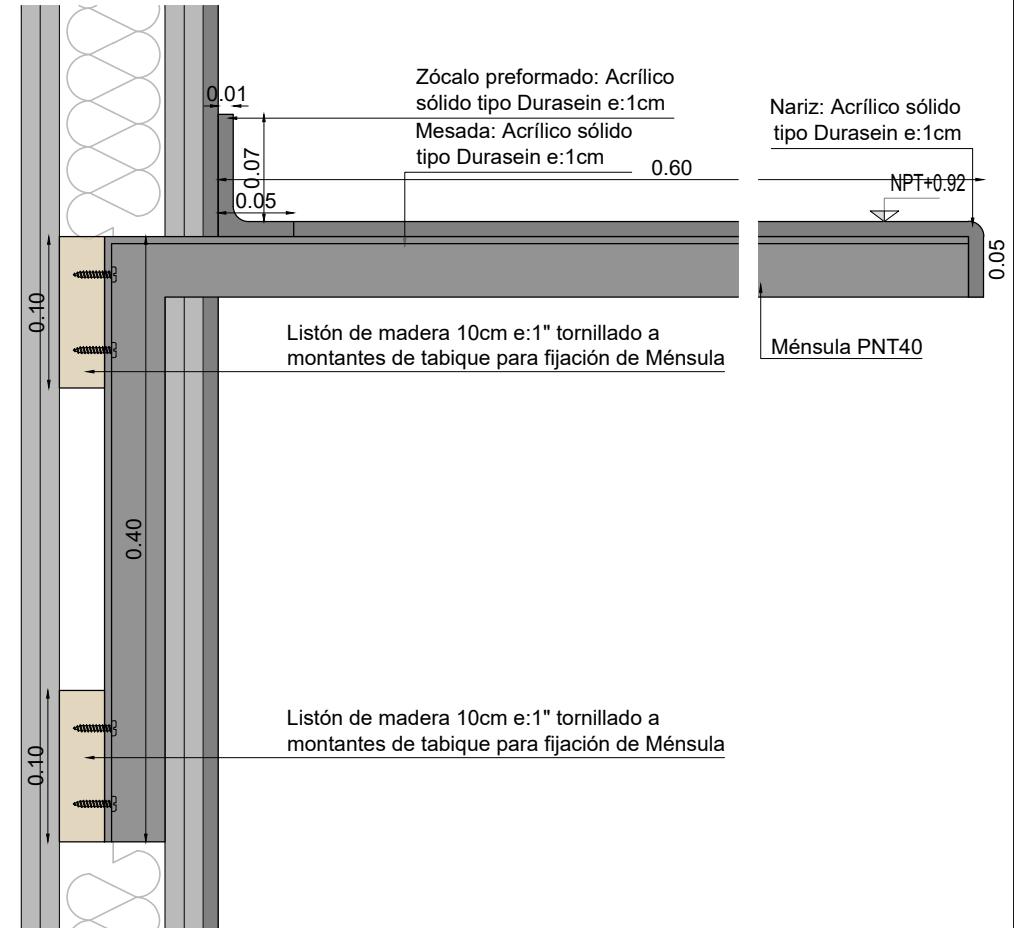 Zócalo preformado: Acrílico
sólido tipo Durasein e:1cm
0.01
Mesada: Acrílico sólido
tipo Durasein e:1cm
Nariz: Acrílico sólido
tipo Durasein e:1cm
0.07
0.60
NPT+0.92
0.05
0.05
0.10
Listón de madera 10cm e:1" tornillado a
montantes de tabique para fijación de Ménsula
Ménsula PNT40
0.40
Listón de madera 10cm e:1" tornillado a
montantes de tabique para fijación de Ménsula
0.10